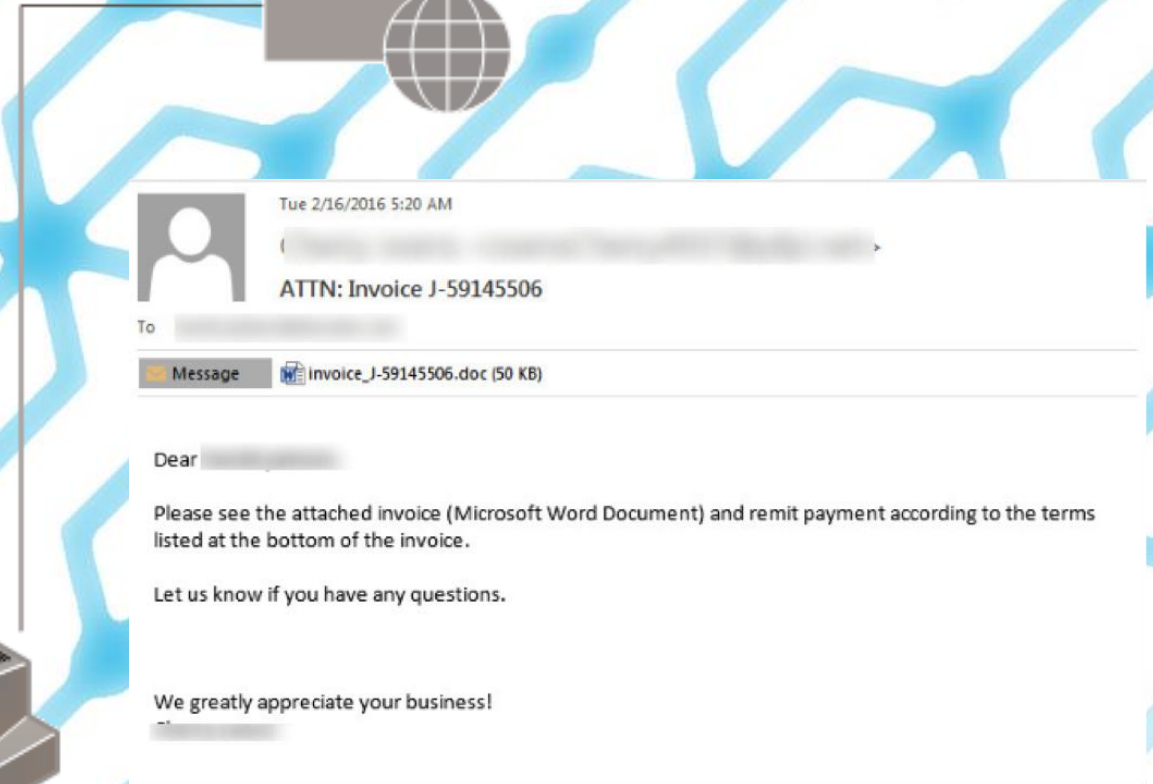 Tue 2/16/2016 5:20 AM
ATTN: Invoice J-59145506
To
Message invoice_J-59145506.doc (50 KB)
Dear
Please see the attached invoice (Microsoft Word Document) and remit payment according to the terms
listed at the bottom of the invoice.
Let us know if you have any questions.
We greatly appreciate your business!